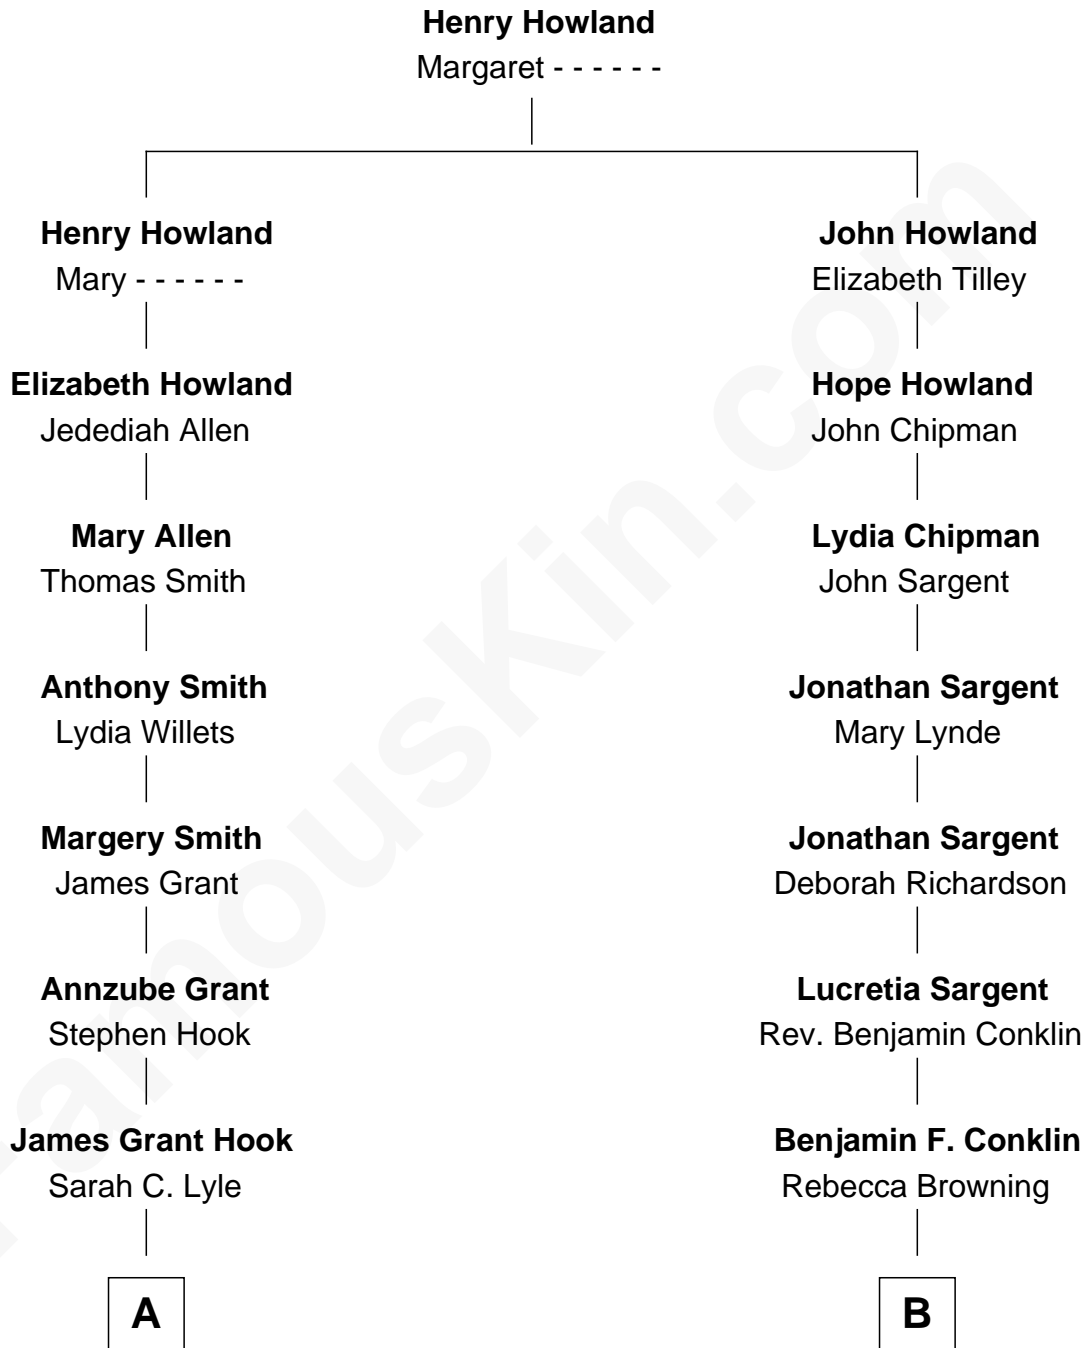 Henry Howland
Margaret - - - - - -
Henry Howland
Mary - - - - - -
John Howland
Elizabeth Tilley
Elizabeth Howland
Jedediah Allen
Hope Howland
John Chipman
Mary Allen
Thomas Smith
Lydia Chipman
John Sargent
Anthony Smith
Lydia Willets
Jonathan Sargent
Mary Lynde
Margery Smith
James Grant
Jonathan Sargent
Deborah Richardson
Annzube Grant
Stephen Hook
Lucretia Sargent
Rev. Benjamin Conklin
James Grant Hook
Sarah C. Lyle
Benjamin F. Conklin
Rebecca Browning
A
B
FamousKin.com